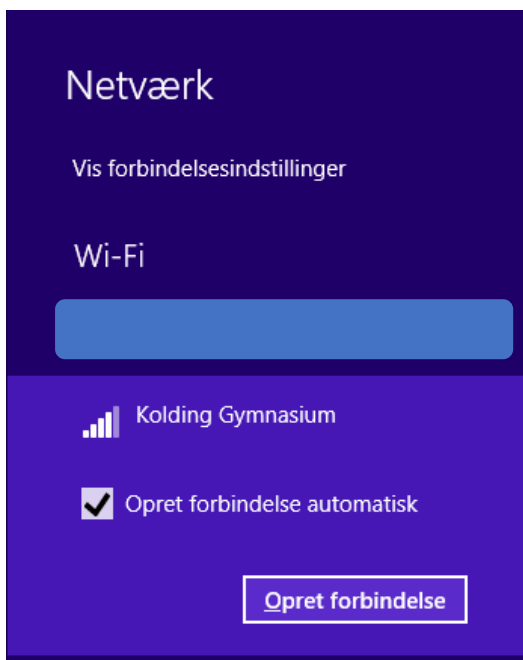 Netværk
Vis forbindelsesindstillinger
Wi-Fi
Kolding Gymnasium
Opret forbindelse automatisk
Opret forbindelse